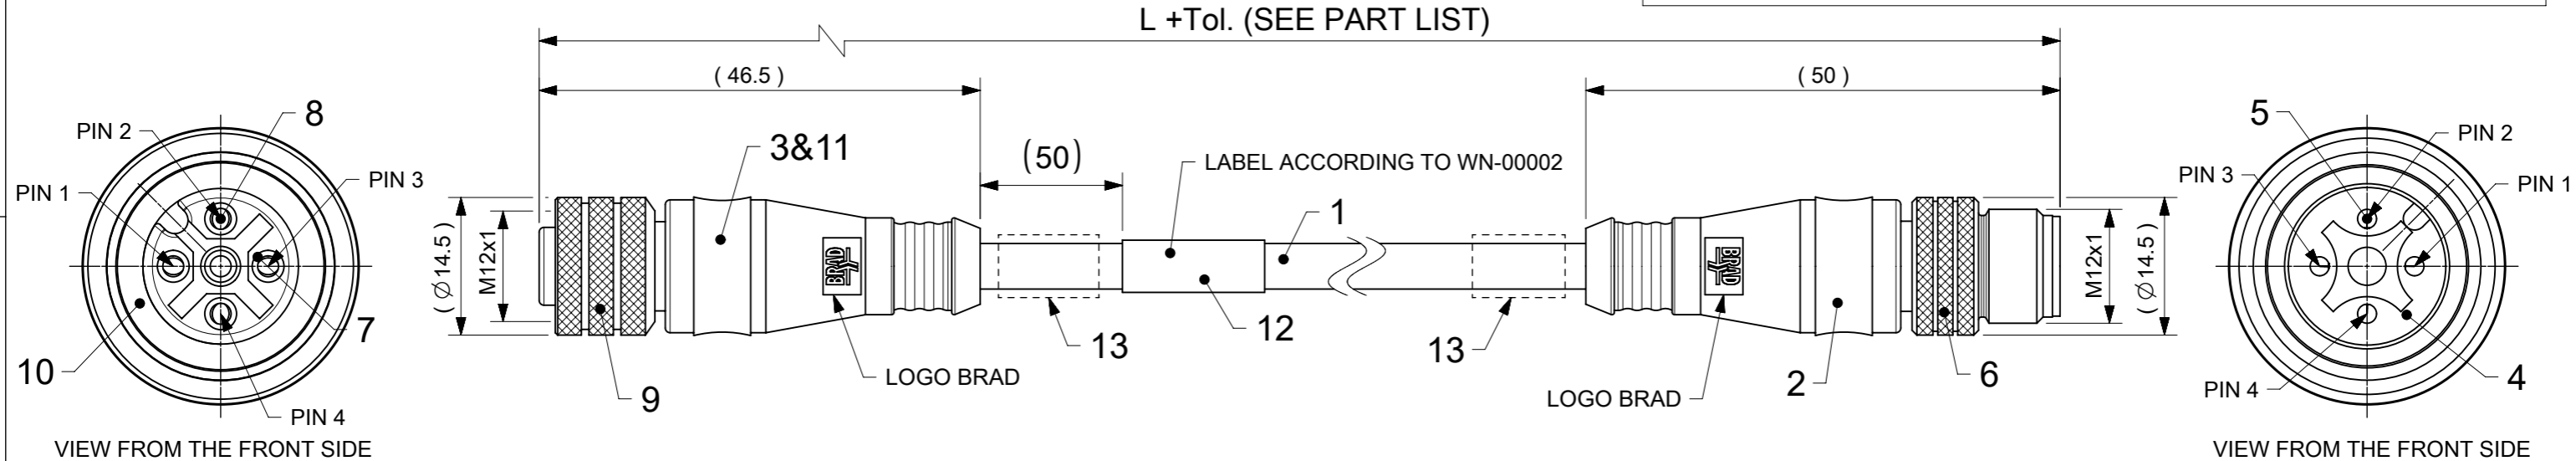 L +Tol. (SEE PART LIST)
( 46.5 )
( 50 )
PIN 2
8
PIN 1
PIN 3
7
10
PIN 4
VIEW FROM THE FRONT SIDE
( Ø 14.5 )
M12x1
3&11
(50)
LABEL ACCORDING TO WN-00002
1
BRAD
LOGO BRAD
9
13
12
13
BRAD
LOGO BRAD
2
6
M12x1
( Ø 14.5 )
5
PIN 2
PIN 3
PIN 1
PIN 4
4
VIEW FROM THE FRONT SIDE